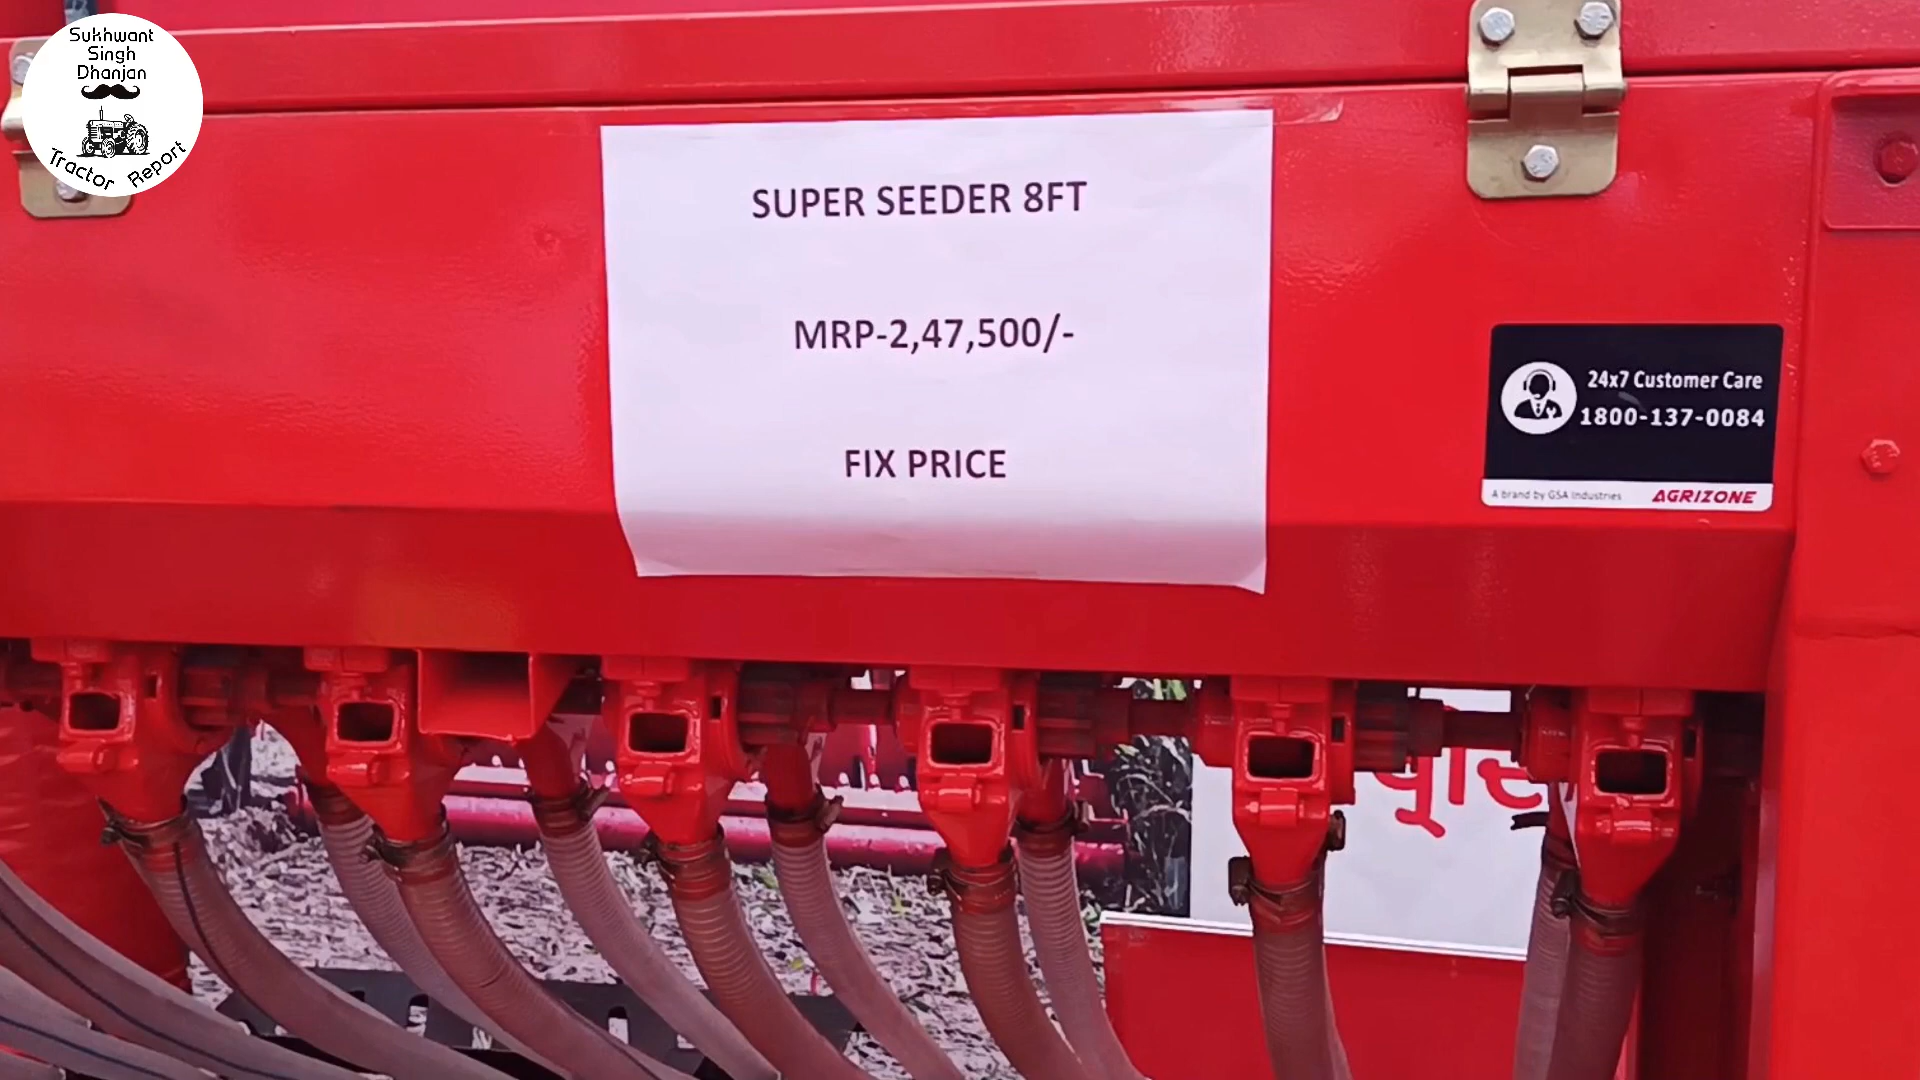 Sukhwant
Singh
Dhanjan
Tractor Report
SUPER SEEDER 8FT
MRP-2,47,500/-
FIX PRICE
24x7 Customer Care
1800-137-0084
A brand by GSA Industries AGRIZONE